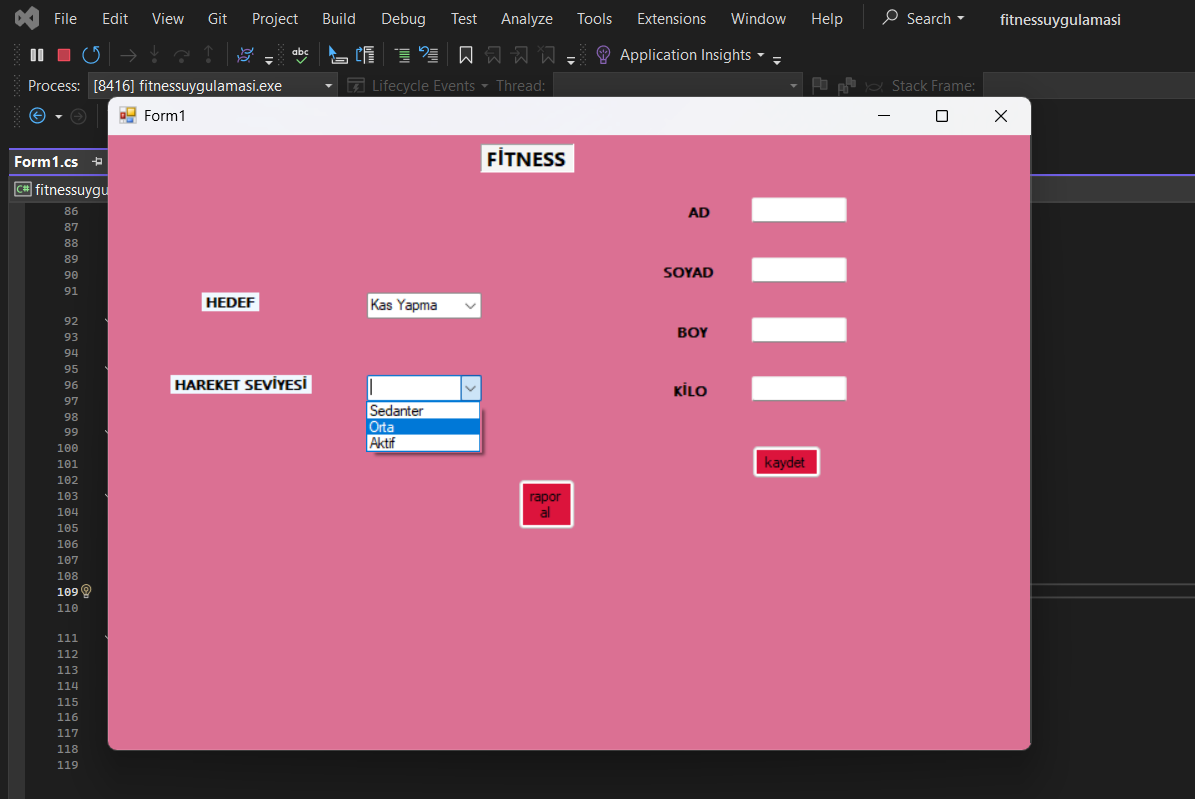 File Edit View Git Project Build Debug Test Analyze Tools Extensions Window Help Search fitnessuygulamasi
abc Application Insights
Process: [8416] fitnessuygulamasi.exe Lifecycle Events Thread: Stack Frame:
Form1
Form1.cs
C# fitnessuygu
FİTNESS
AD
SOYAD
HEDEF Kas Yapma
BOY
HAREKET SEVİYESİ
KİLO
Sedanter
Orta
Aktif
kaydet
rapor
al
86
87
88
89
90
91
92
93
94
95
96
97
98
99
100
101
102
103
104
105
106
107
108
109
110
111
112
113
114
115
116
117
118
119